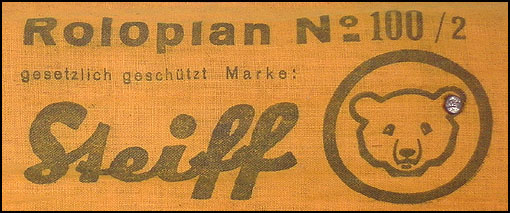 Roloplan Nº 100/2
gesetzlich geschützt Marke:
Steiff